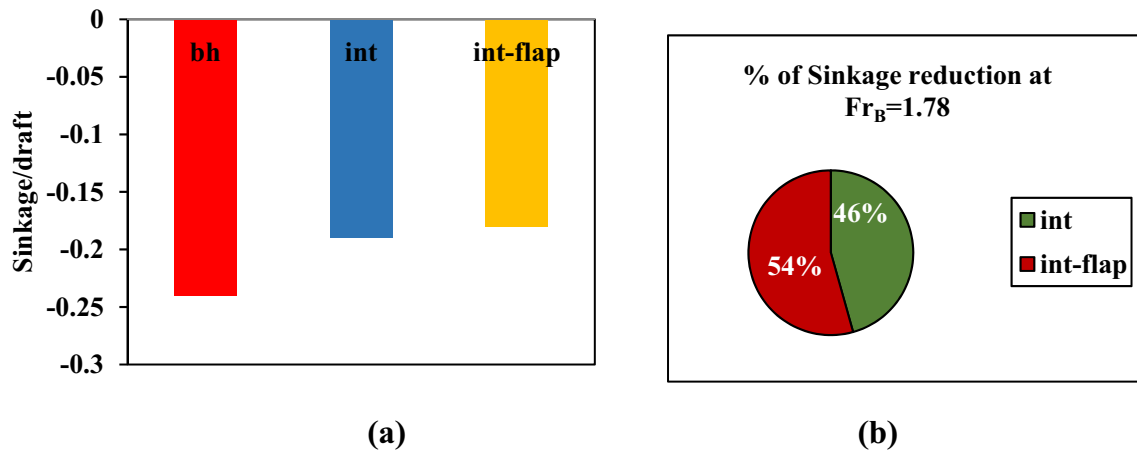 0
-0.05
-0.1
-0.15
-0.2
-0.25
-0.3
Sinkage/draft
bh int int-flap
(a)
% of Sinkage reduction at
FrB=1.78
46%
54%
int
int-flap
(b)